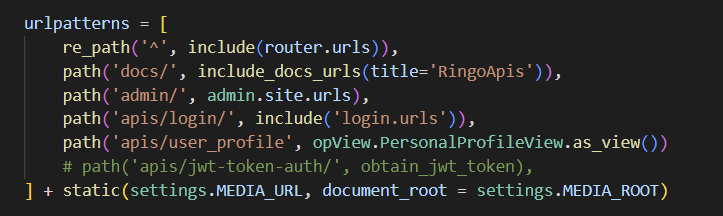 urlpatterns = [
    re_path('^', include(router.urls)),
    path('docs/', include_docs_urls(title='RingoApis')),
    path('admin/', admin.site.urls),
    path('apis/login/', include('login.urls')),
    path('apis/user_profile', opView.PersonalProfileView.as_view())
    # path('apis/jwt-token-auth/', obtain_jwt_token),
] + static(settings.MEDIA_URL, document_root = settings.MEDIA_ROOT)